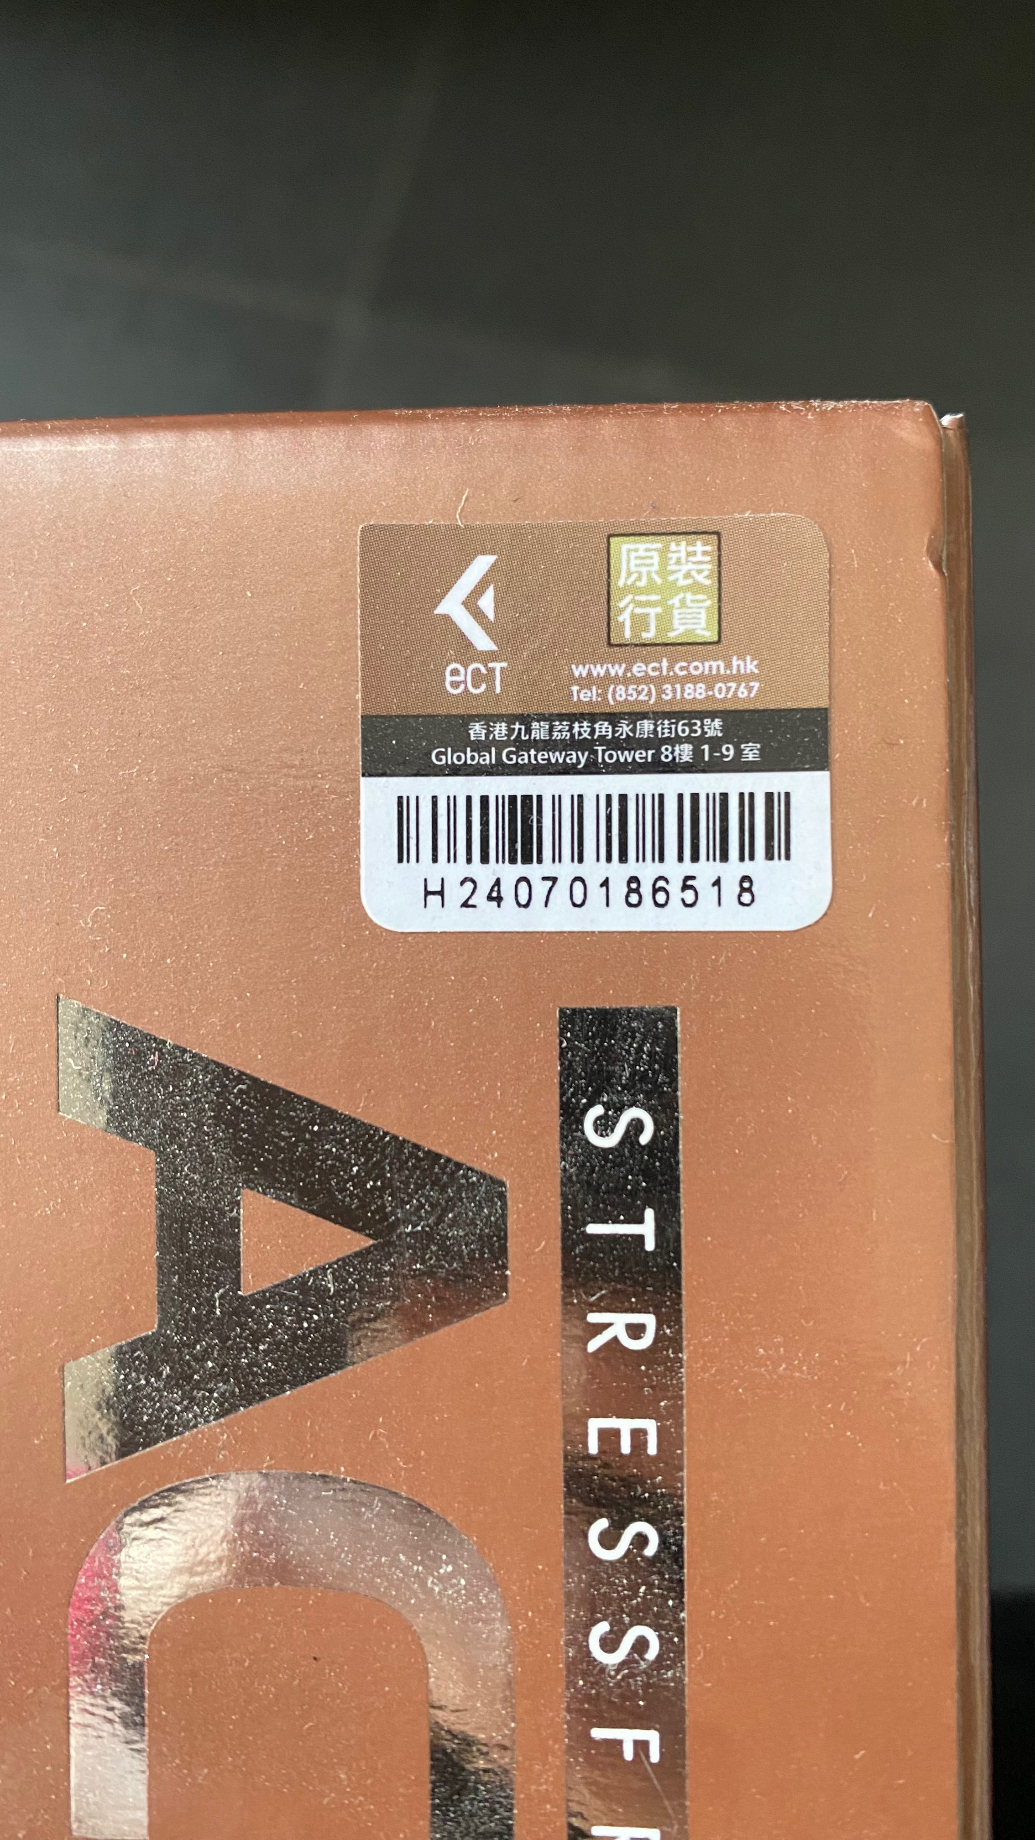 ECT
原裝
行貨
www.ect.com.hk
Tel: (852) 3188-0767
香港九龍荔枝角永康街63號
Global Gateway Tower 8樓 1-9 室
H24070186518
STRESSF
AC